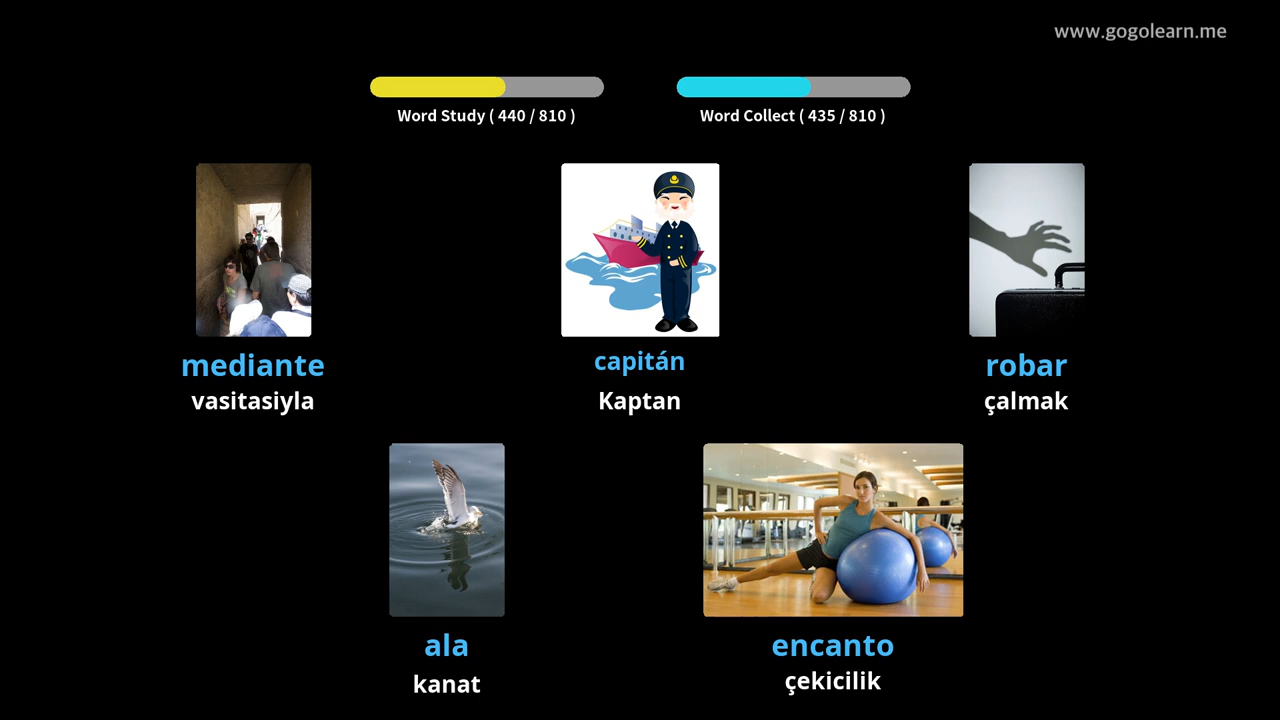 www.gogolearn.me
Word Study ( 440 / 810 )
Word Collect ( 435 / 810 )
mediante
vasitasiyla
capitán
Kaptan
robar
çalmak
ala
kanat
encanto
çekicilik